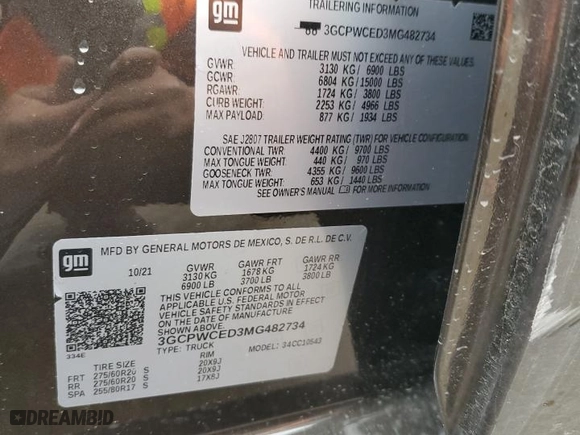 gm
TRAILERING INFORMATION
3GCPWCED3MG482734
VEHICLE AND TRAILER MUST NOT EXCEED ANY OF THESE VALUES.
GVWR: 3130 KG / 6900 LBS
GCWR: 6804 KG / 15000 LBS
RGAWR: 1724 KG / 3800 LBS
CURB WEIGHT: 2253 KG / 4966 LBS
MAX PAYLOAD: 877 KG / 1934 LBS
SAE J2807 TRAILER WEIGHT RATING (TWR) FOR VEHICLE CONFIGURATION
CONVENTIONAL TWR: 4400 KG / 9700 LBS
MAX TONGUE WEIGHT: 440 KG / 970 LBS
GOOSENECK TWR: 4355 KG / 9600 LBS
MAX TONGUE WEIGHT: 653 KG / 1440 LBS
SEE OWNER'S MANUAL FOR MORE INFORMATION.
gm
MFD BY GENERAL MOTORS DE MEXICO, S. DE R.L. DE C.V.
10/21 GVWR GAWR FRT GAWR RR
3130 KG 1678 KG 1724 KG
6900 LB 3700 LB 3800 LB
THIS VEHICLE CONFORMS TO ALL
APPLICABLE U.S. FEDERAL MOTOR
VEHICLE SAFETY STANDARDS IN EFFECT
ON THE DATE OF MANUFACTURE
3GCPWCED3MG482734
334E
TYPE: TRUCK MODEL: 34CC10543
TIRE SIZE RIM
FRT 275/60R20 S 20X9J
RR 275/60R20 S 20X9J
SPA 255/80R17 S 17X8J
DREAMBID